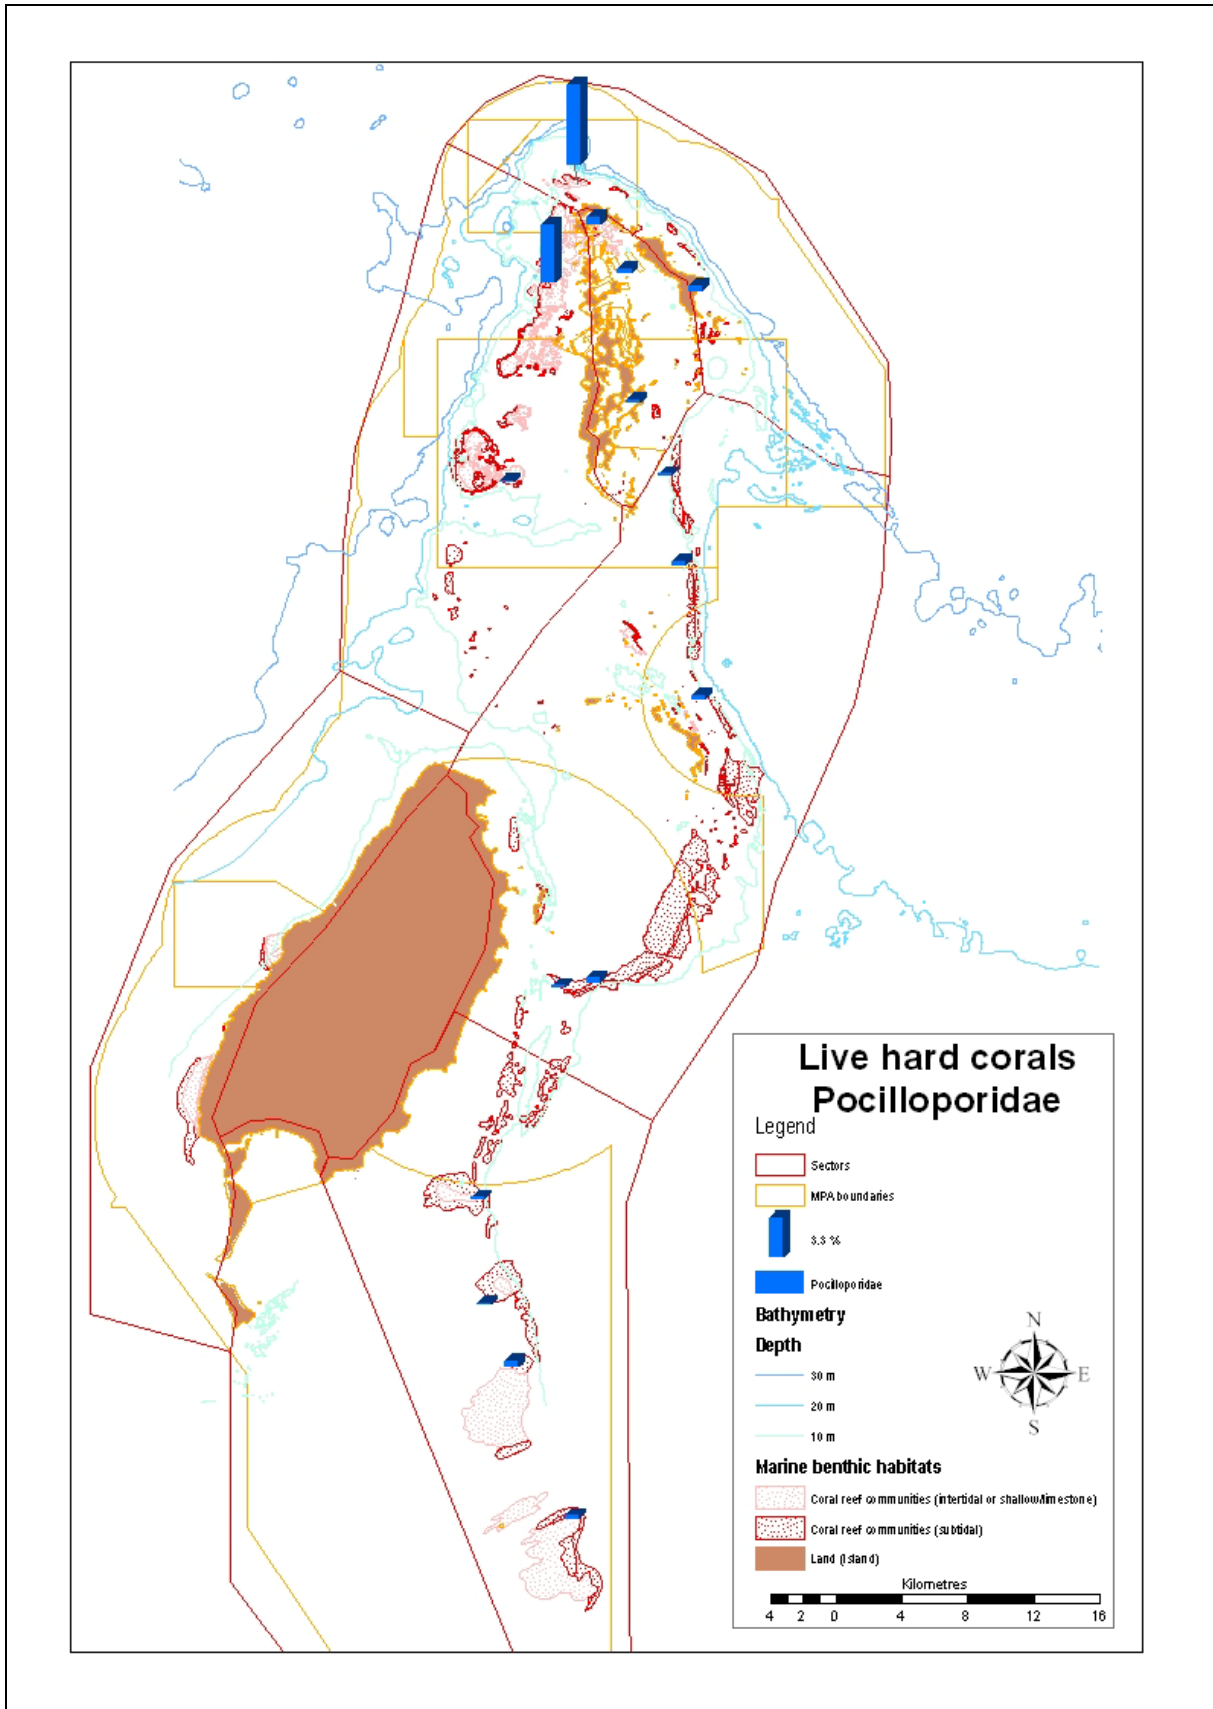 Live hard corals
Pocilloporidae
Legend
Sectors
MPA boundaries
3.3 %
Pocilloporidae
Bathymetry
Depth
30 m
20 m
10 m
N
W E
S
Marine benthic habitats
Coral reef communities (intertidal or shallow/limestone)
Coral reef communities (subtidal)
Land (Island)
Kilometres
4 2 0 4 8 12 16